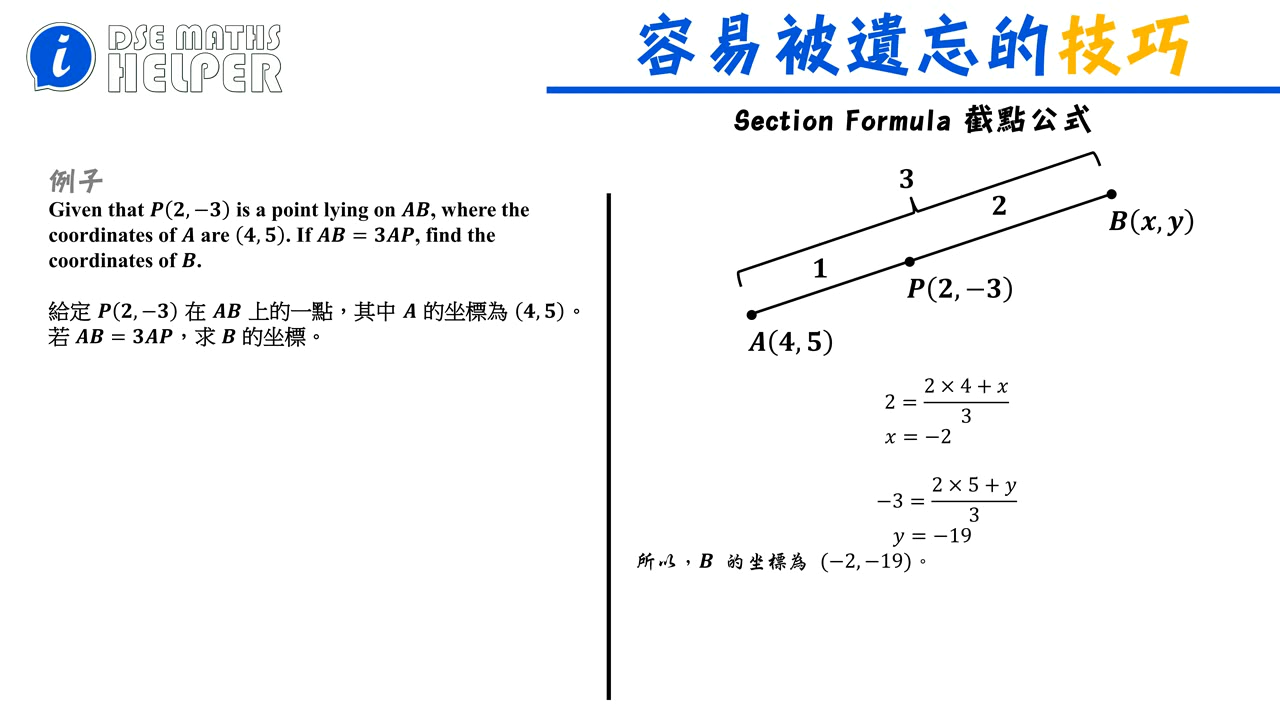 i
DSE MATHS
HELPER
容易被遺忘的技巧
Section Formula 截點公式
例子
Given that P(2, −3) is a point lying on AB, where the
coordinates of A are (4, 5). If AB = 3AP, find the
coordinates of B.
給定 P(2, −3) 在 AB 上的一點，其中 A 的坐標為 (4, 5)。
若 AB = 3AP，求 B 的坐標。
3
2
B(x, y)
1
P(2, −3)
A(4, 5)
2 = (2 × 4 + x)/3
x = −2
−3 = (2 × 5 + y)/3
y = −19
所以，B 的坐標為 (−2, −19)。